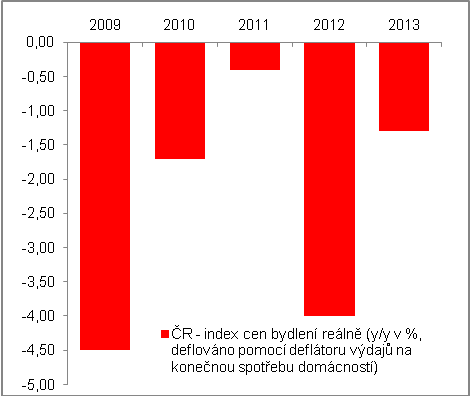 2009 2010 2011 2012 2013
0,00
-0,50
-1,00
-1,50
-2,00
-2,50
-3,00
-3,50
-4,00
-4,50
-5,00
ČR - index cen bydlení reálně (y/y v %,
deflováno pomocí deflátoru výdajů na
konečnou spotřebu domácností)